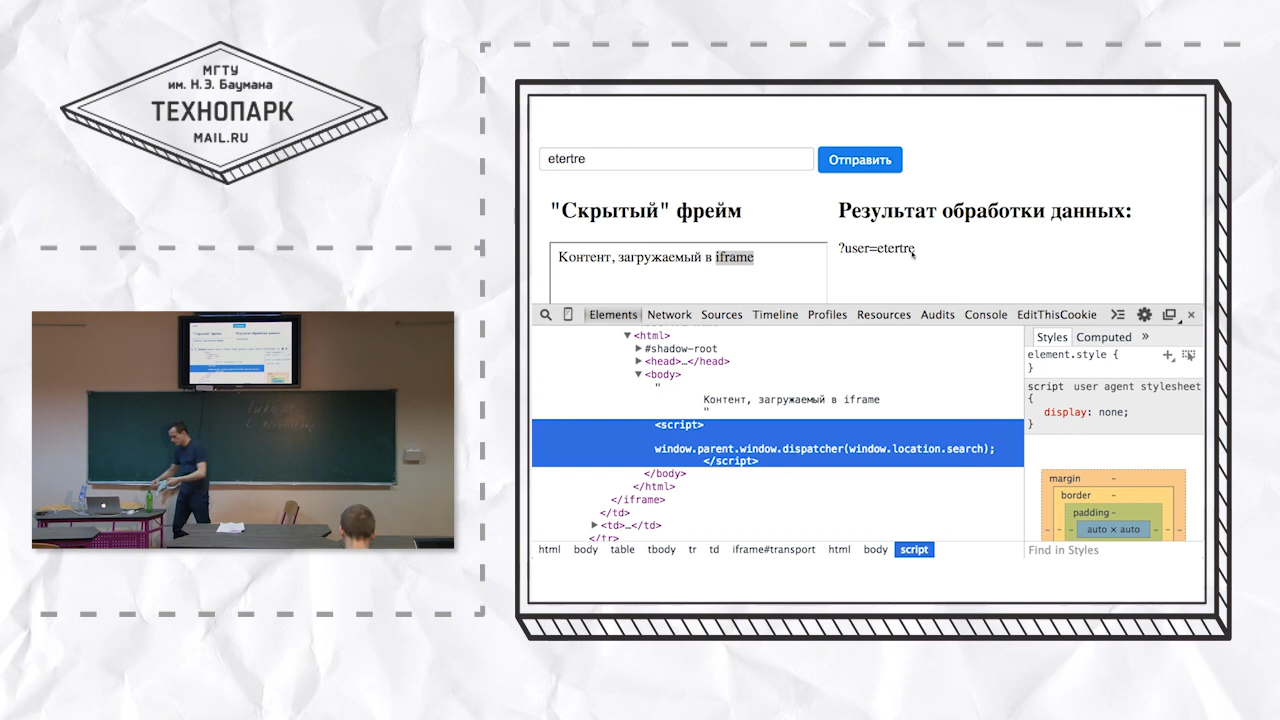 МГТУ
им. Н.Э. Баумана
ТЕХНОПАРК
MAIL.RU
etertre
Отправить
"Скрытый" фрейм
Результат обработки данных:
Контент, загружаемый в iframe
?user=etertre
Elements Network Sources Timeline Profiles Resources Audits Console EditThisCookie
<html>
#shadow-root
<head>…</head>
<body>
"
Контент, загружаемый в iframe
"
<script>
window.parent.window.dispatcher(window.location.search);
</script>
</body>
</html>
</iframe>
</td>
<td>…</td>
</tr>
html body table tbody tr td iframe#transport html body script
Styles Computed »
element.style {
}
script user agent stylesheet
{
display: none;
}
margin -
border -
padding -
- - - auto × auto - - -
Find in Styles